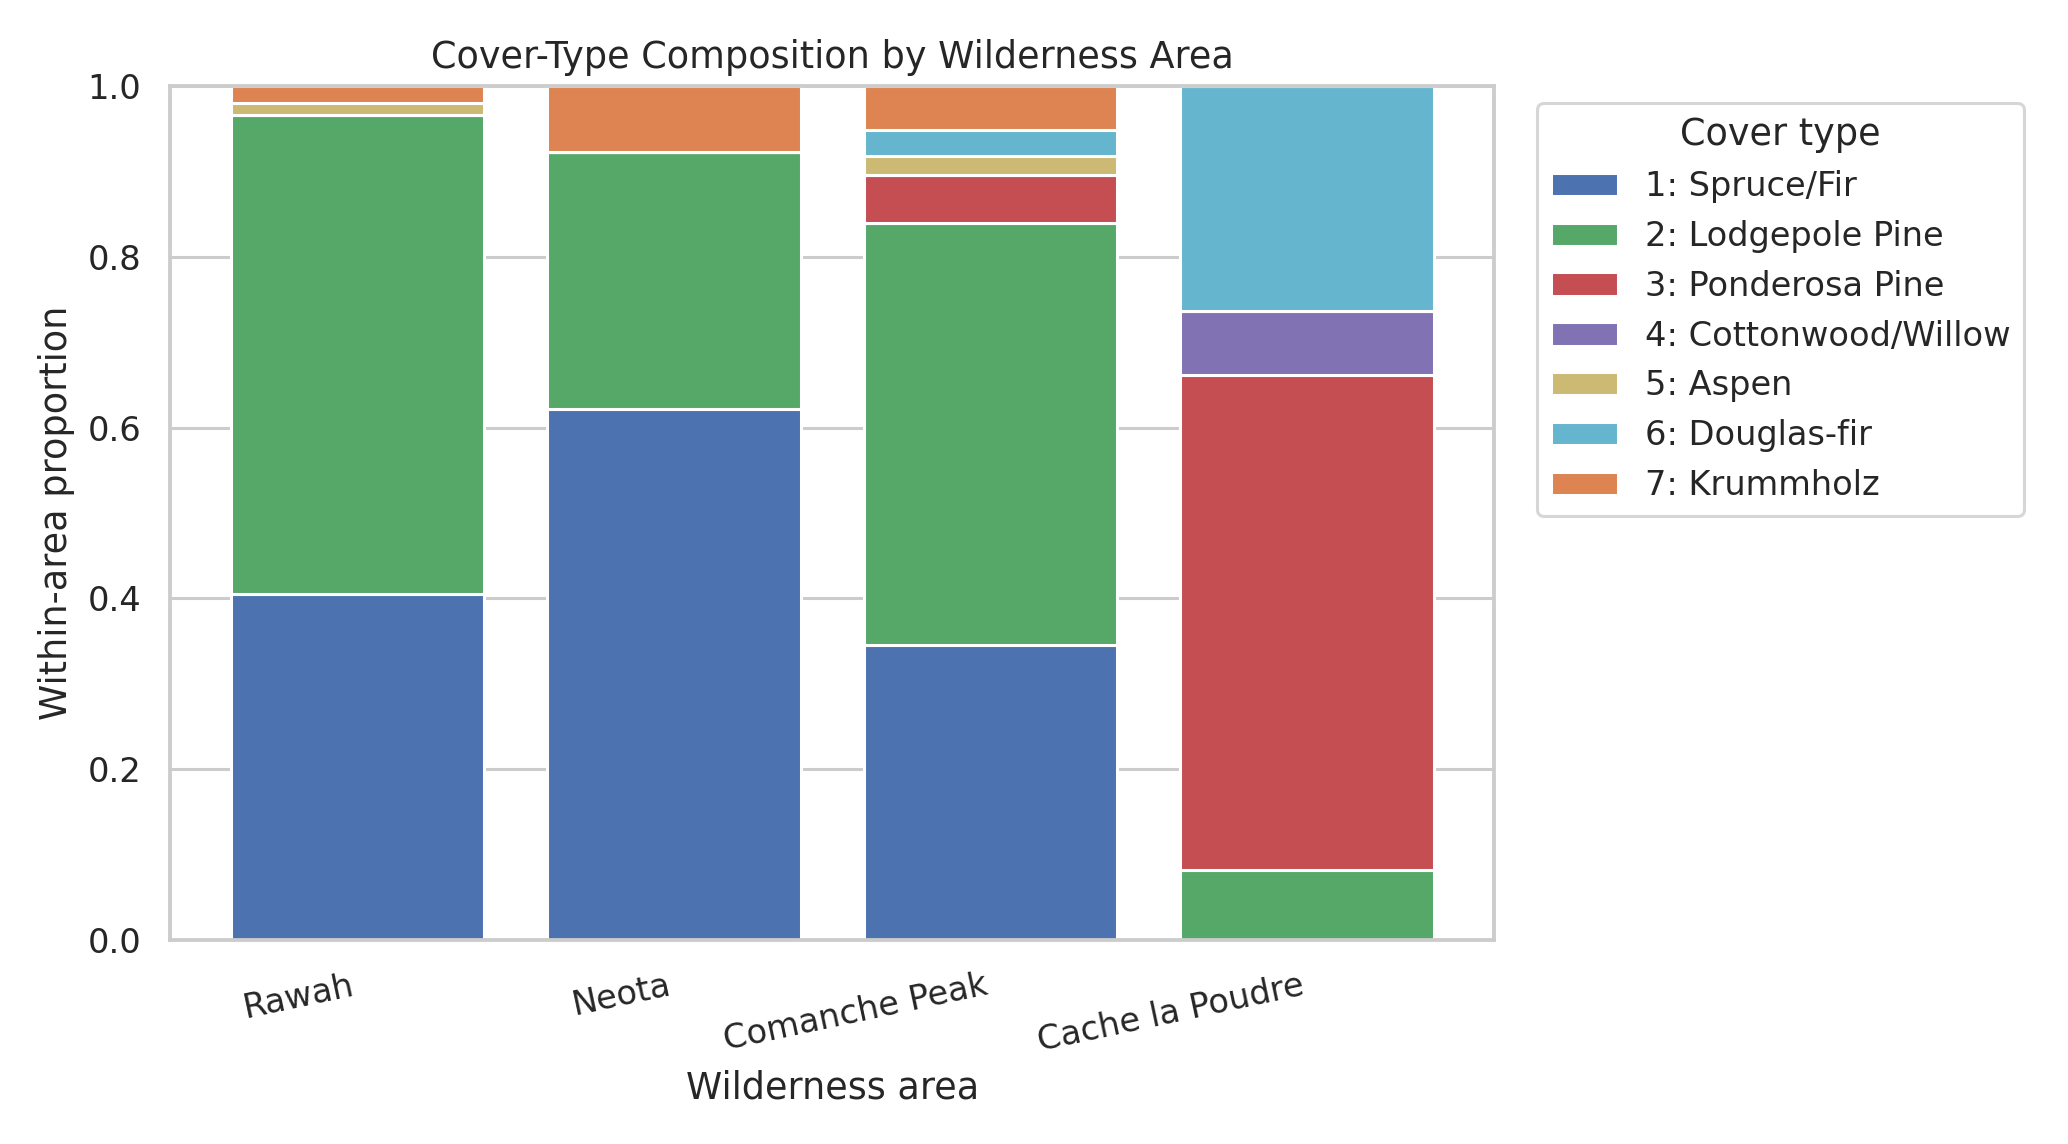 Cover-Type Composition by Wilderness Area
1.0
0.8
0.6
0.4
0.2
0.0
Within-area proportion
Rawah
Neota
Comanche Peak
Cache la Poudre
Wilderness area
Cover type
1: Spruce/Fir
2: Lodgepole Pine
3: Ponderosa Pine
4: Cottonwood/Willow
5: Aspen
6: Douglas-fir
7: Krummholz